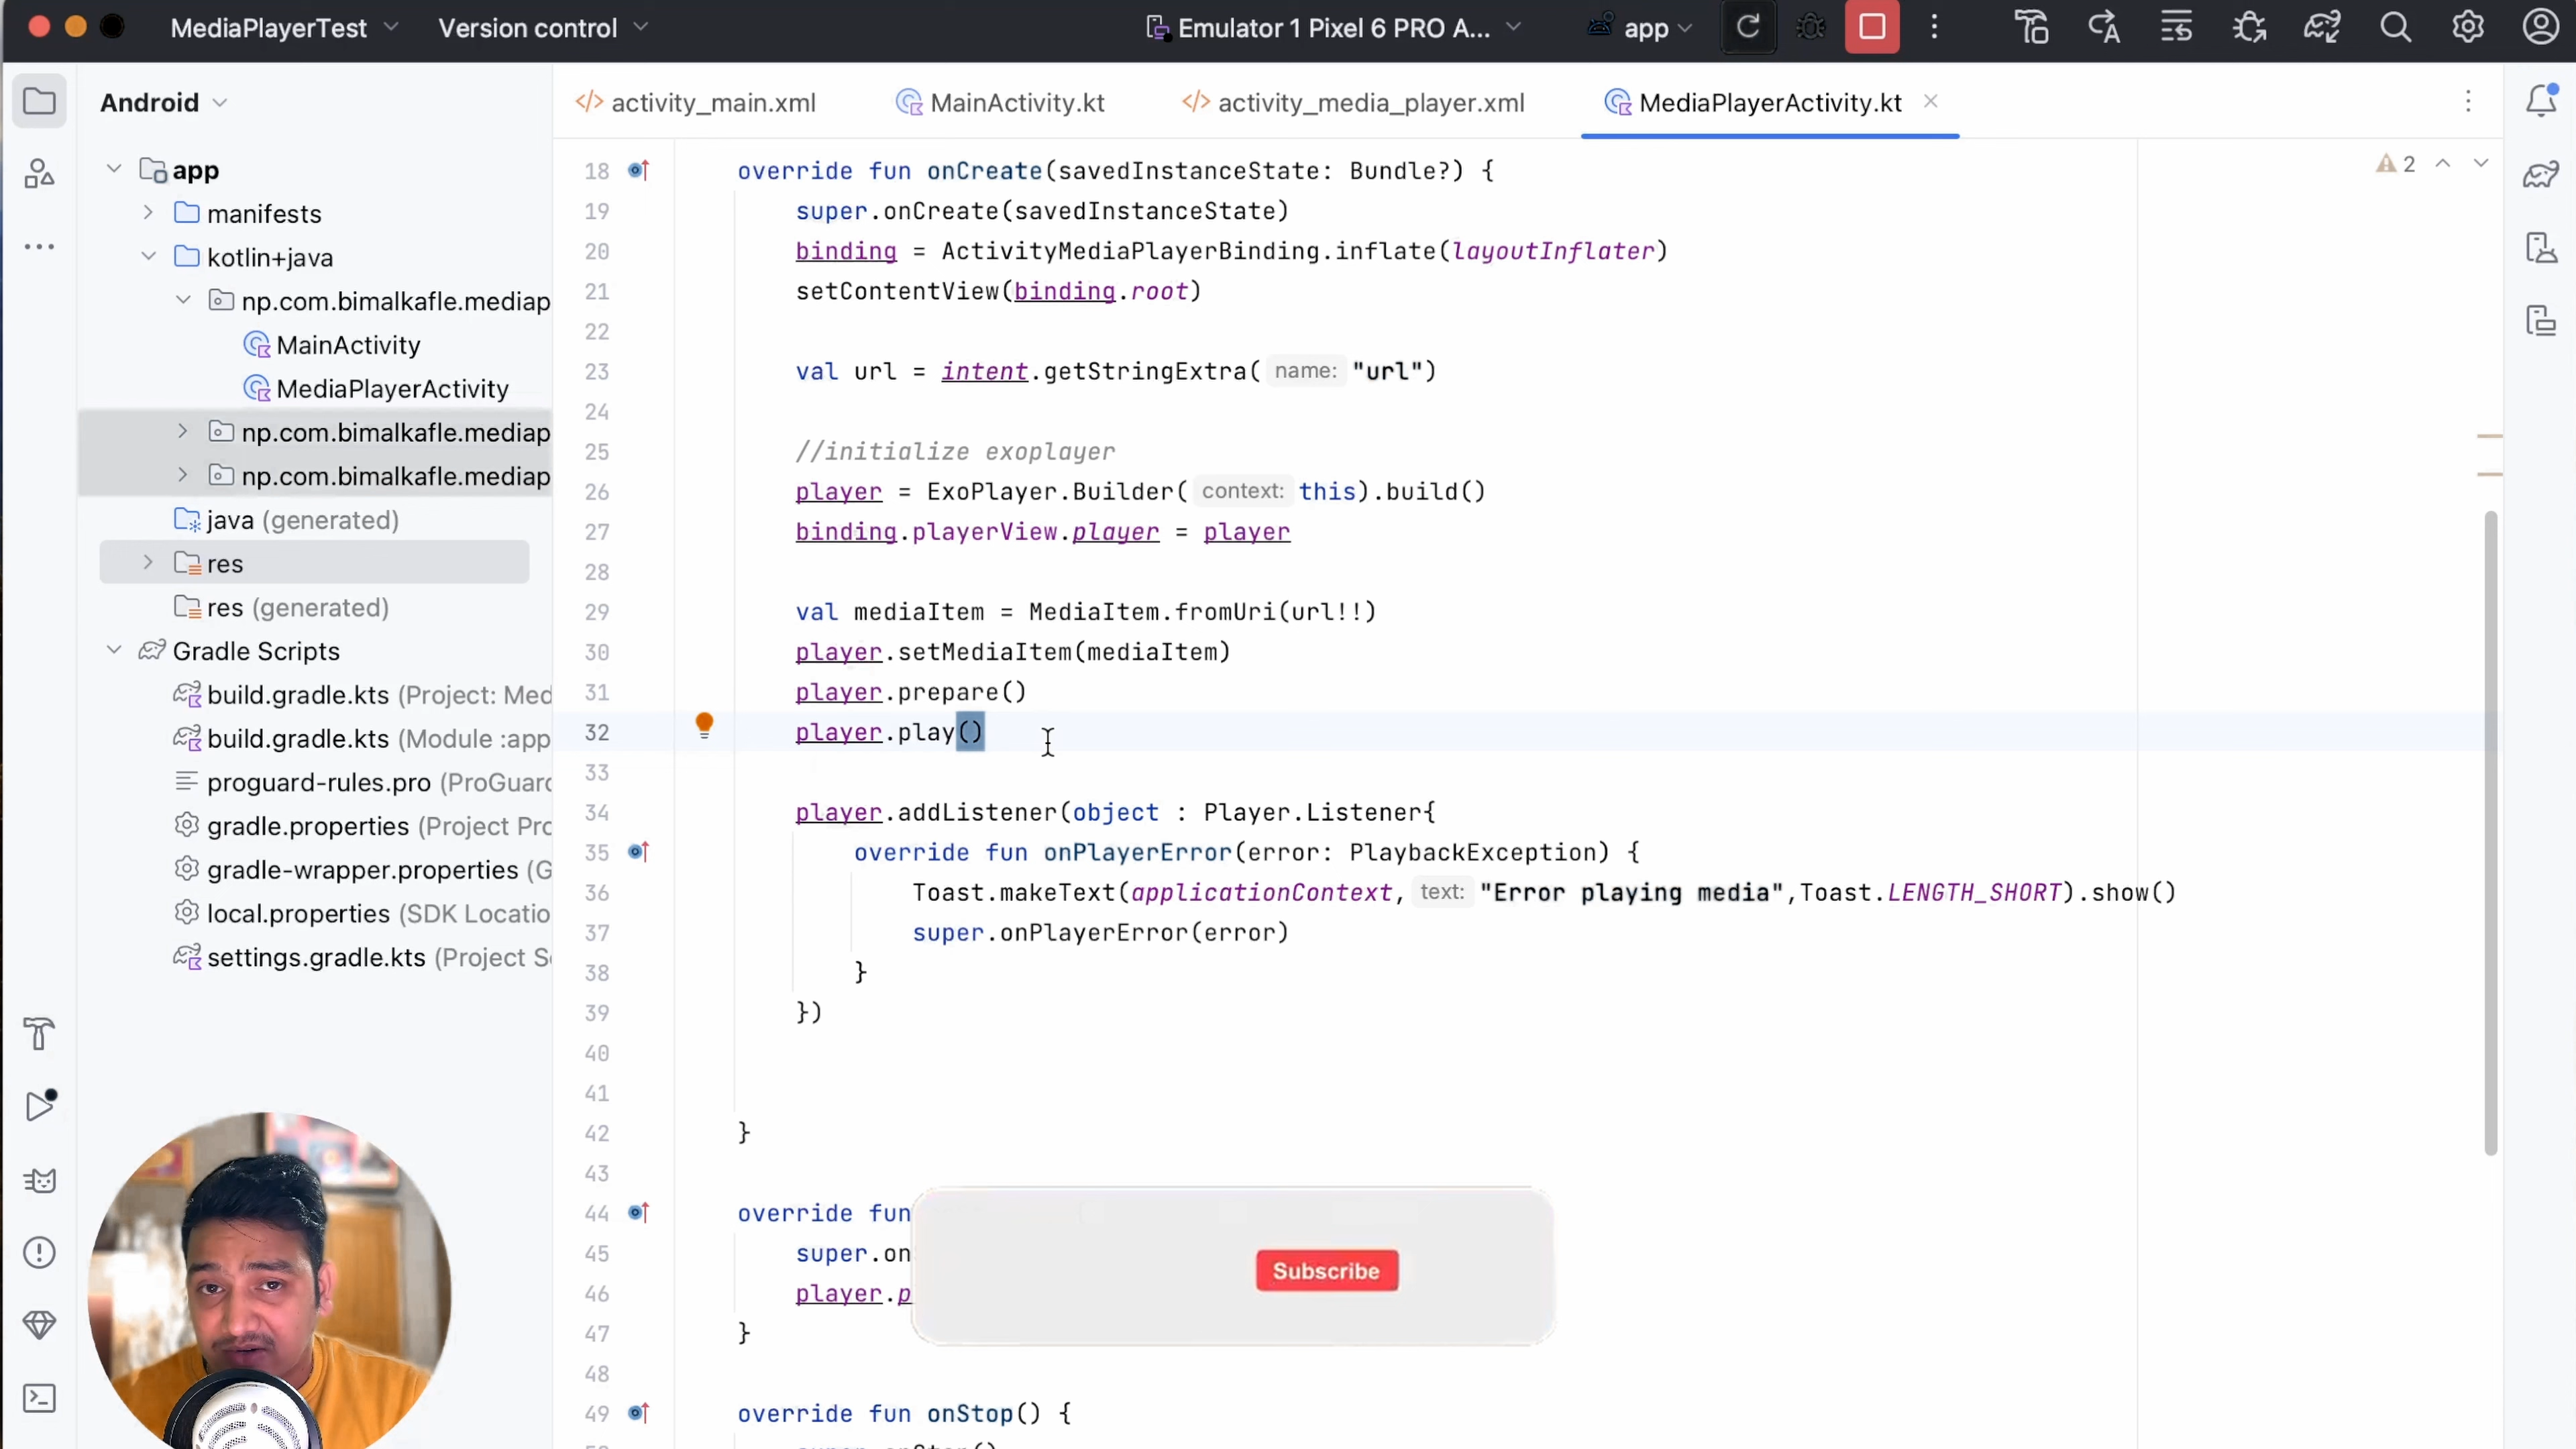 MediaPlayerTest
Version control
Emulator 1 Pixel 6 PRO A...
app
Android
activity_main.xml
MainActivity.kt
activity_media_player.xml
MediaPlayerActivity.kt
app
manifests
kotlin+java
np.com.bimalkafle.mediap
MainActivity
MediaPlayerActivity
np.com.bimalkafle.mediap
np.com.bimalkafle.mediap
java (generated)
res
res (generated)
Gradle Scripts
build.gradle.kts (Project: Med
build.gradle.kts (Module :app
proguard-rules.pro (ProGuard
gradle.properties (Project Pro
gradle-wrapper.properties (G
local.properties (SDK Locatio
settings.gradle.kts (Project Se
2
18 override fun onCreate(savedInstanceState: Bundle?) {
19 super.onCreate(savedInstanceState)
20 binding = ActivityMediaPlayerBinding.inflate(layoutInflater)
21 setContentView(binding.root)
22
23 val url = intent.getStringExtra( name: "url")
24
25 //initialize exoplayer
26 player = ExoPlayer.Builder( context: this).build()
27 binding.playerView.player = player
28
29 val mediaItem = MediaItem.fromUri(url!!)
30 player.setMediaItem(mediaItem)
31 player.prepare()
32 player.play()
33
34 player.addListener(object : Player.Listener{
35 override fun onPlayerError(error: PlaybackException) {
36 Toast.makeText(applicationContext, text: "Error playing media",Toast.LENGTH_SHORT).show()
37 super.onPlayerError(error)
38 }
39 })
40
41
42 }
43
44 override fun
45 super.on
46 player.p
47 }
48
49 override fun onStop() {
Subscribe